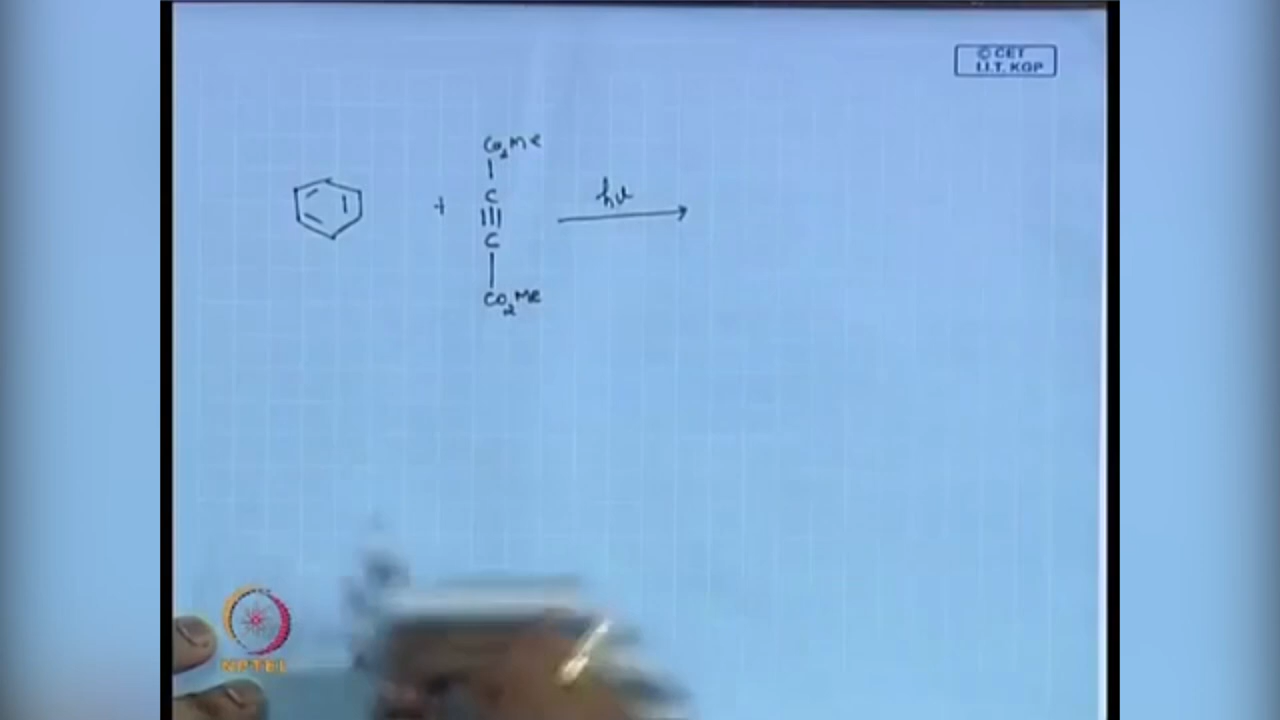 © CET
I.I.T. KGP
CO2Me
C
+
hν
C
CO2Me
NPTEL